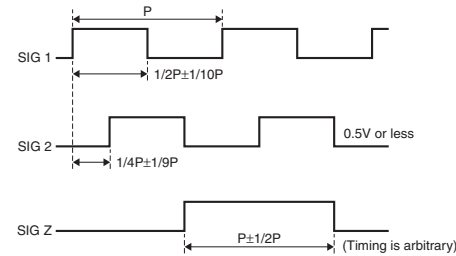 P
SIG 1
1/2P±1/10P
SIG 2
0.5V or less
1/4P±1/9P
SIG Z
P±1/2P
(Timing is arbitrary)